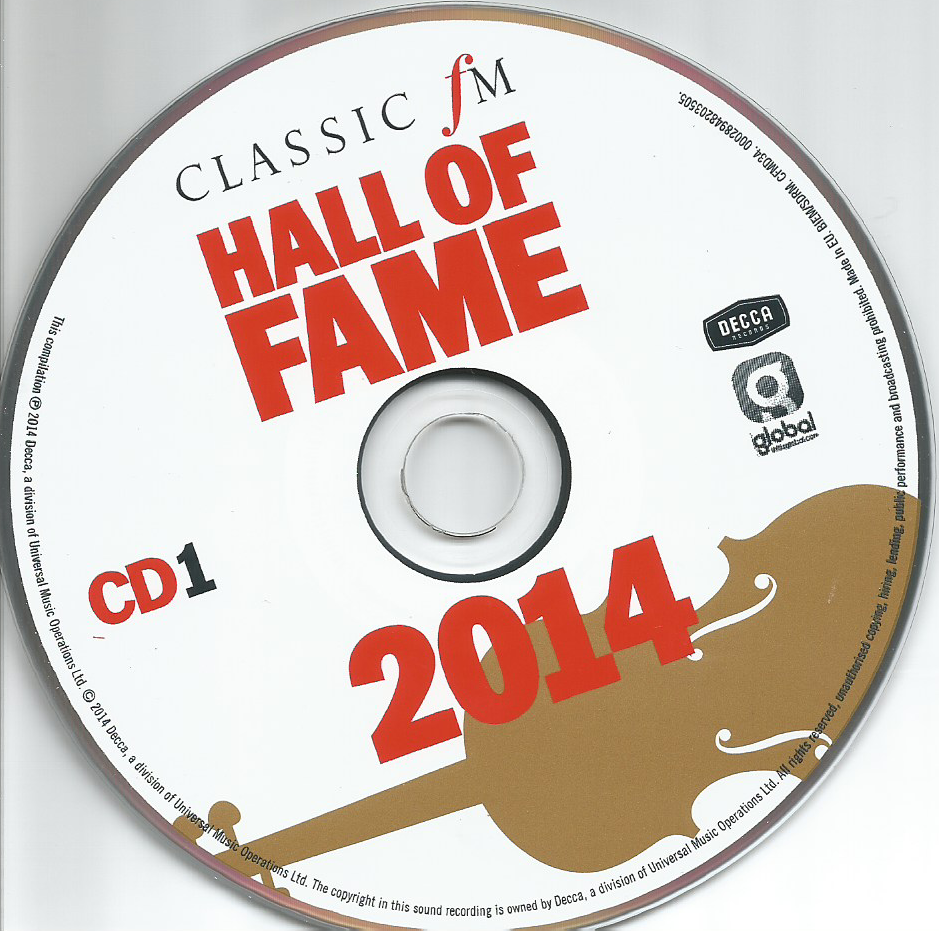 CLASSIC fM
HALL OF
FAME
DECCA
RECORDS
global
CD1
2014
This compilation ℗ 2014 Decca, a division of Universal Music Operations Ltd. © 2014 Decca, a division of Universal Music Operations Ltd. The copyright in this sound recording is owned by Decca, a division of Universal Music Operations Ltd. All rights reserved, unauthorised copying, hiring, lending, public performance and broadcasting prohibited. Made in EU. BIEM/SDRM. CFMD34. 00028948203505.